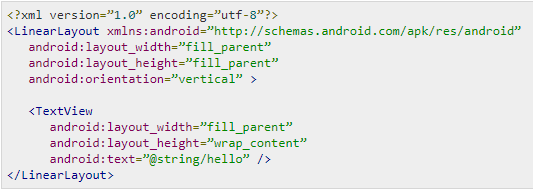 <?xml version=”1.0” encoding=”utf-8”?>
<LinearLayout xmlns:android=”http://schemas.android.com/apk/res/android”
android:layout_width=”fill_parent”
android:layout_height=”fill_parent”
android:orientation=”vertical” >
<TextView
android:layout_width=”fill_parent”
android:layout_height=”wrap_content”
android:text=”@string/hello” />
</LinearLayout>